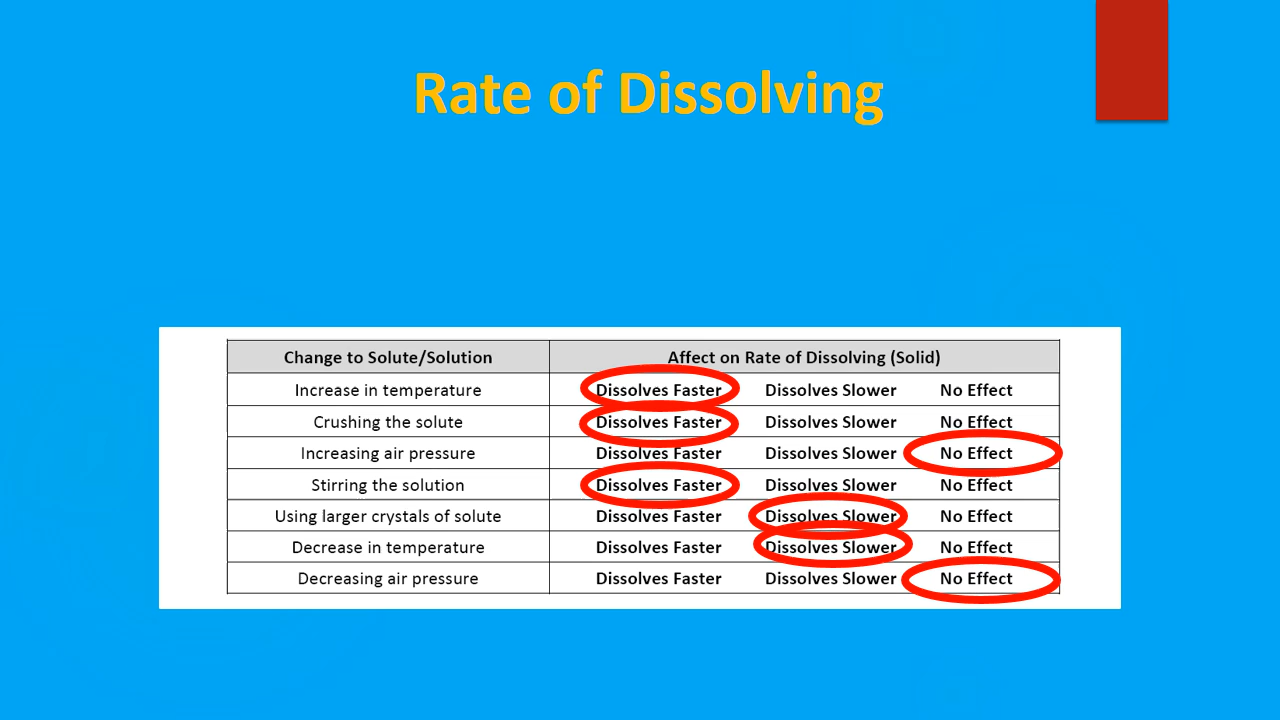 Rate of Dissolving
Change to Solute/Solution Affect on Rate of Dissolving (Solid)
Increase in temperature Dissolves Faster Dissolves Slower No Effect
Crushing the solute Dissolves Faster Dissolves Slower No Effect
Increasing air pressure Dissolves Faster Dissolves Slower No Effect
Stirring the solution Dissolves Faster Dissolves Slower No Effect
Using larger crystals of solute Dissolves Faster Dissolves Slower No Effect
Decrease in temperature Dissolves Faster Dissolves Slower No Effect
Decreasing air pressure Dissolves Faster Dissolves Slower No Effect